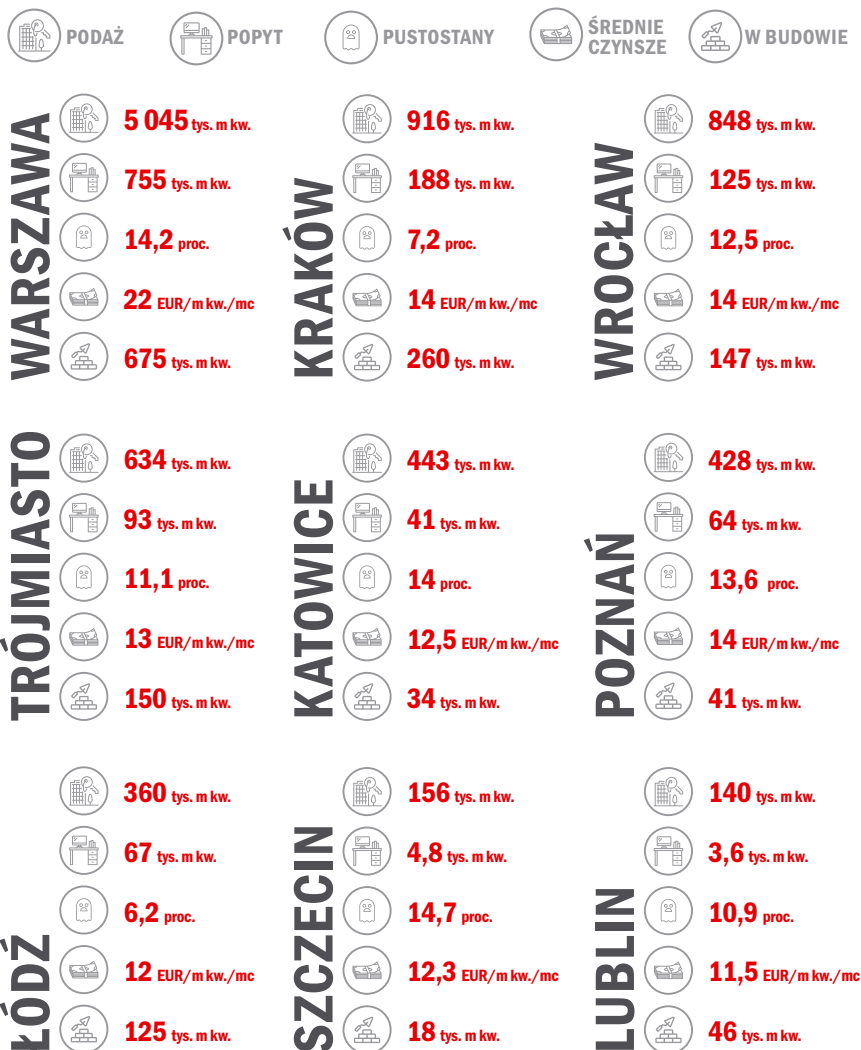 PODAŻ
POPYT
PUSTOSTANY
ŚREDNIE
CZYNSZE
W BUDOWIE
WARSZAWA
5 045 tys. m kw.
755 tys. m kw.
14,2 proc.
22 EUR/m kw./mc
675 tys. m kw.
KRAKÓW
916 tys. m kw.
188 tys. m kw.
7,2 proc.
14 EUR/m kw./mc
260 tys. m kw.
WROCŁAW
848 tys. m kw.
125 tys. m kw.
12,5 proc.
14 EUR/m kw./mc
147 tys. m kw.
TRÓJMIASTO
634 tys. m kw.
93 tys. m kw.
11,1 proc.
13 EUR/m kw./mc
150 tys. m kw.
KATOWICE
443 tys. m kw.
41 tys. m kw.
14 proc.
12,5 EUR/m kw./mc
34 tys. m kw.
POZNAŃ
428 tys. m kw.
64 tys. m kw.
13,6 proc.
14 EUR/m kw./mc
41 tys. m kw.
ŁÓDŹ
360 tys. m kw.
67 tys. m kw.
6,2 proc.
12 EUR/m kw./mc
125 tys. m kw.
SZCZECIN
156 tys. m kw.
4,8 tys. m kw.
14,7 proc.
12,3 EUR/m kw./mc
18 tys. m kw.
LUBLIN
140 tys. m kw.
3,6 tys. m kw.
10,9 proc.
11,5 EUR/m kw./mc
46 tys. m kw.